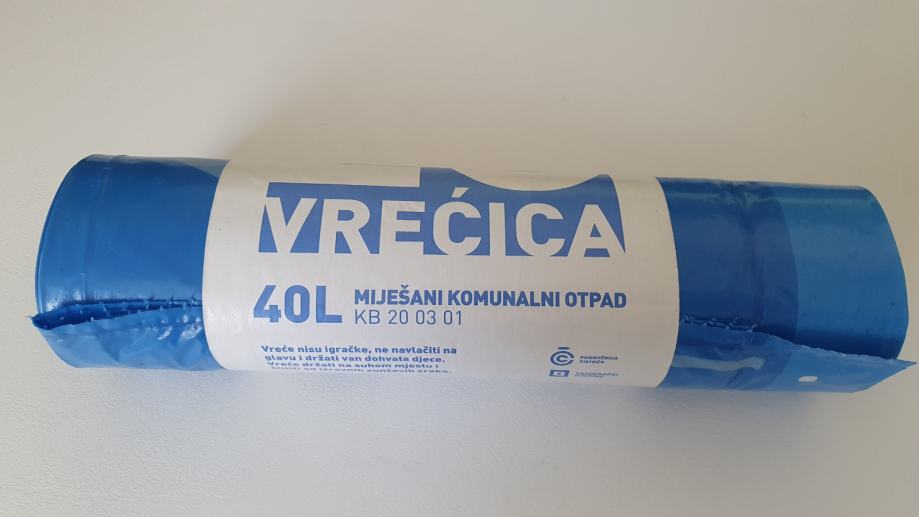 VREĆICA
40L MIJEŠANI KOMUNALNI OTPAD
KB 20 03 01
Vreće nisu igračke, ne navlačiti na
glavu i držati van dohvata djece.
Vreće držati na suhom mjestu i
PODRUŽNICA
ČISTOĆA
ZAGREBAČKI